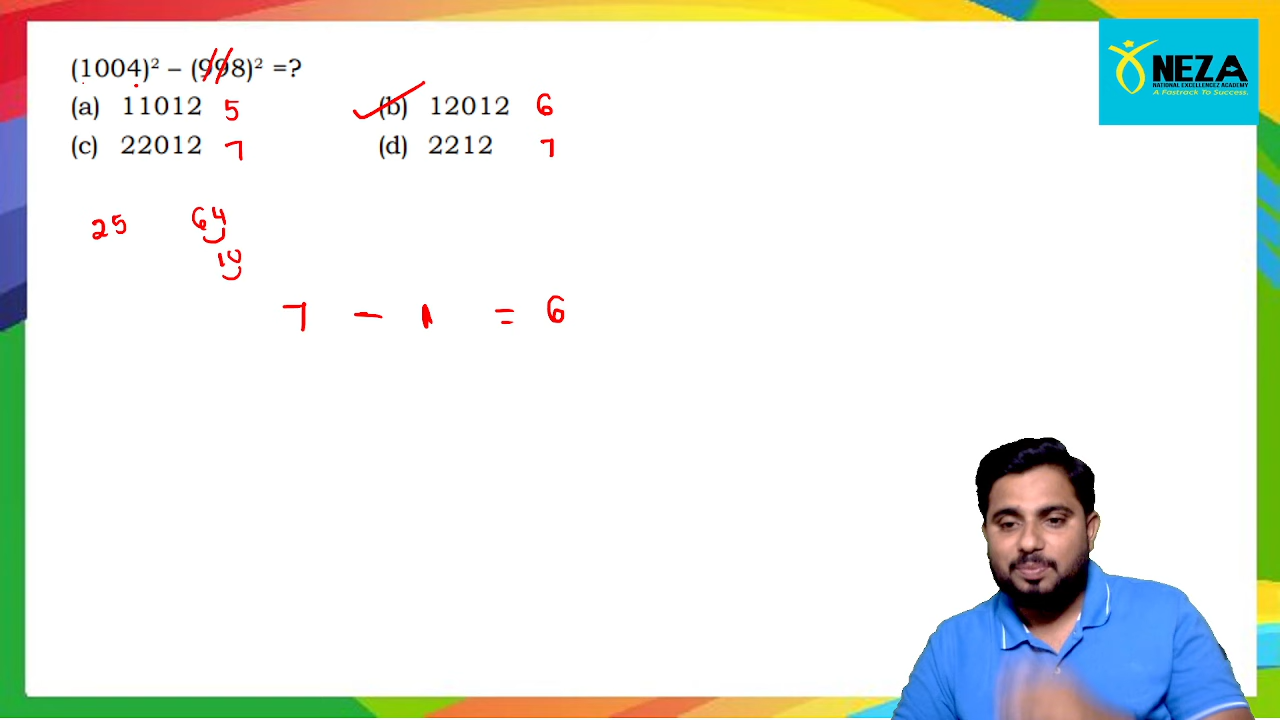 (1004)² – (998)² =?
(a) 11012 5 (b) 12012 6
(c) 22012 7 (d) 2212 7
25 64
10
7 – 1 = 6
NEZA
NATIONAL EXCELLENCEZ ACADEMY
A Fastrack To Success.